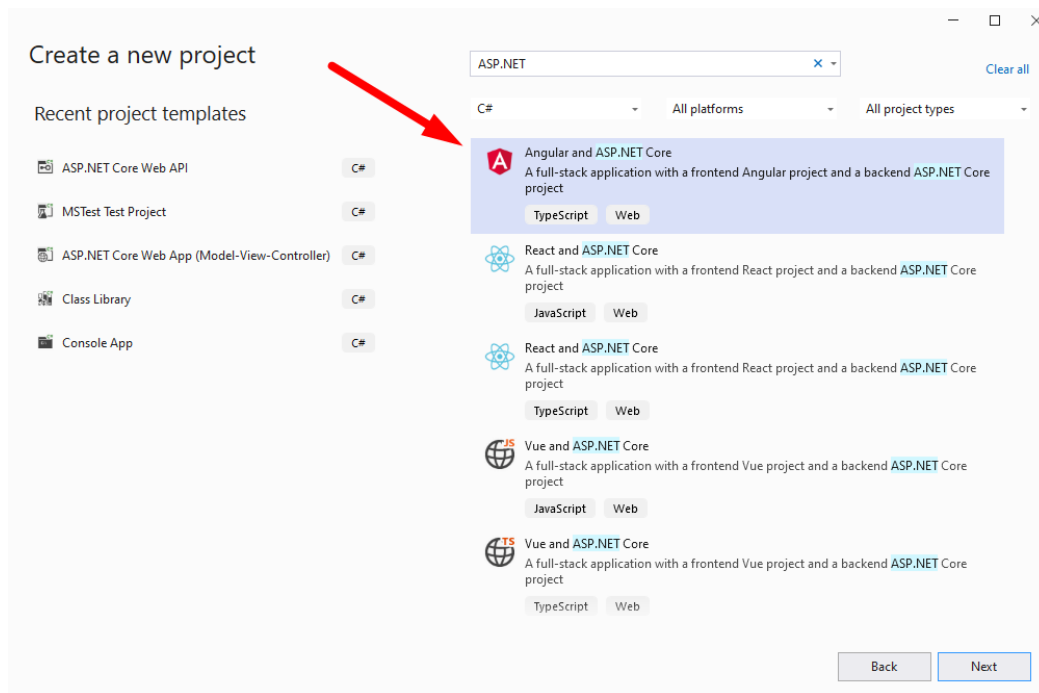 Create a new project
Recent project templates
ASP.NET Core Web API
C#
MSTest Test Project
C#
ASP.NET Core Web App (Model-View-Controller)
C#
Class Library
C#
Console App
C#
ASP.NET
Clear all
C#
All platforms
All project types
Angular and ASP.NET Core
A full-stack application with a frontend Angular project and a backend ASP.NET Core
project
TypeScript
Web
React and ASP.NET Core
A full-stack application with a frontend React project and a backend ASP.NET Core
project
JavaScript
Web
React and ASP.NET Core
A full-stack application with a frontend React project and a backend ASP.NET Core
project
TypeScript
Web
JS
Vue and ASP.NET Core
A full-stack application with a frontend Vue project and a backend ASP.NET Core
project
JavaScript
Web
TS
Vue and ASP.NET Core
A full-stack application with a frontend Vue project and a backend ASP.NET Core
project
TypeScript
Web
Back
Next